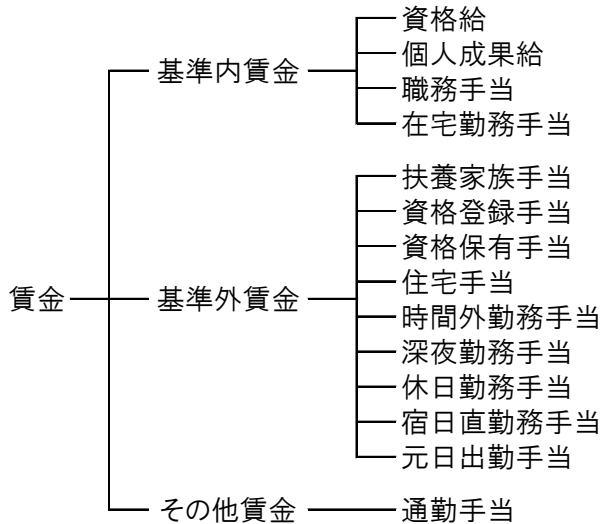 賃金
基準内賃金
資格給
個人成果給
職務手当
在宅勤務手当
基準外賃金
扶養家族手当
資格登録手当
資格保有手当
住宅手当
時間外勤務手当
深夜勤務手当
休日勤務手当
宿日直勤務手当
元日出勤手当
その他賃金
通勤手当